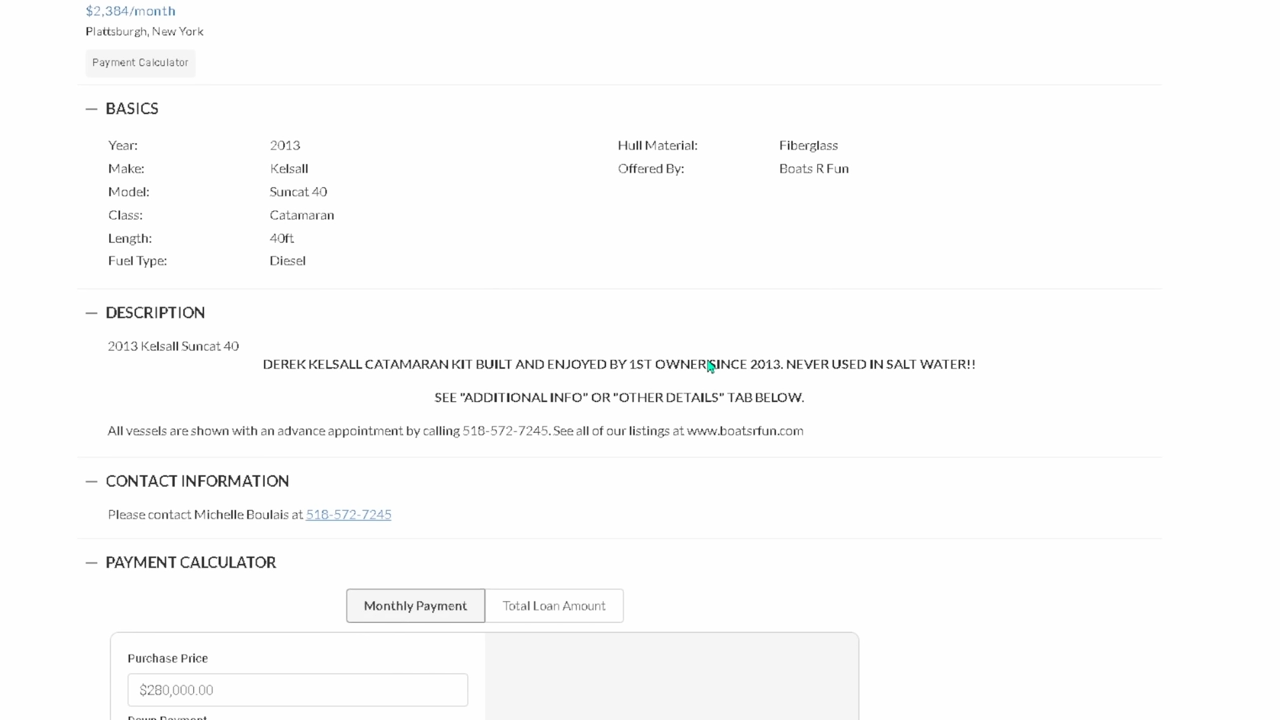 $2,384/month
Plattsburgh, New York
Payment Calculator
— BASICS
Year: 2013 Hull Material: Fiberglass
Make: Kelsall Offered By: Boats R Fun
Model: Suncat 40
Class: Catamaran
Length: 40ft
Fuel Type: Diesel
— DESCRIPTION
2013 Kelsall Suncat 40
DEREK KELSALL CATAMARAN KIT BUILT AND ENJOYED BY 1ST OWNER SINCE 2013. NEVER USED IN SALT WATER!!
SEE "ADDITIONAL INFO" OR "OTHER DETAILS" TAB BELOW.
All vessels are shown with an advance appointment by calling 518-572-7245. See all of our listings at www.boatsrfun.com
— CONTACT INFORMATION
Please contact Michelle Boulais at 518-572-7245
— PAYMENT CALCULATOR
Monthly Payment Total Loan Amount
Purchase Price
$280,000.00
Down Payment